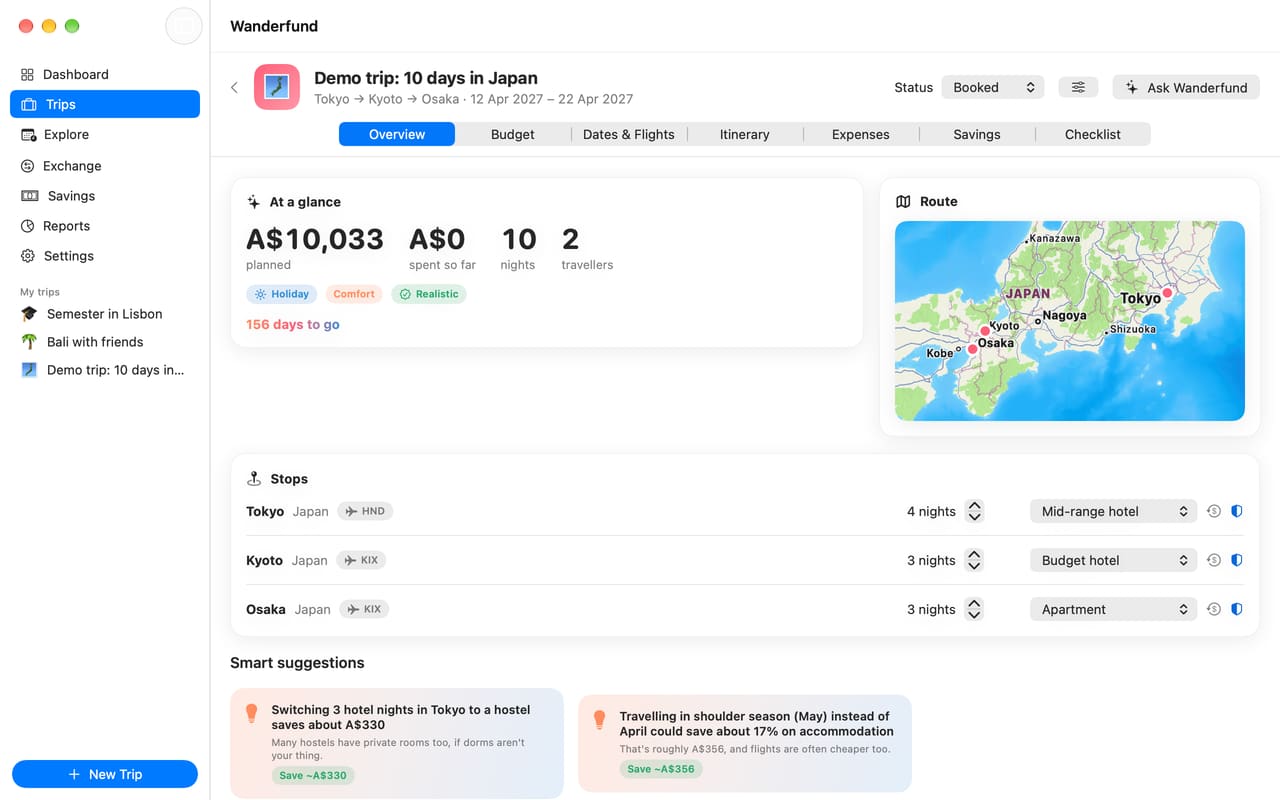 Wanderfund
Dashboard
Trips
Explore
Exchange
Savings
Reports
Settings
My trips
Semester in Lisbon
Bali with friends
Demo trip: 10 days in...
New Trip
Demo trip: 10 days in Japan
Tokyo → Kyoto → Osaka · 12 Apr 2027 – 22 Apr 2027
Status Booked Ask Wanderfund
Overview Budget Dates & Flights Itinerary Expenses Savings Checklist
At a glance
A$10,033 A$0 10 2
planned spent so far nights travellers
Holiday Comfort Realistic
156 days to go
Route
Kanazawa
JAPAN
Tokyo
Nagoya
Kyoto
Shizuoka
Osaka
Kobe
Stops
Tokyo Japan HND 4 nights Mid-range hotel
Kyoto Japan KIX 3 nights Budget hotel
Osaka Japan KIX 3 nights Apartment
Smart suggestions
Switching 3 hotel nights in Tokyo to a hostel
saves about A$330
Many hostels have private rooms too, if dorms aren't
your thing.
Save ~A$330
Travelling in shoulder season (May) instead of
April could save about 17% on accommodation
That's roughly A$356, and flights are often cheaper too.
Save ~A$356